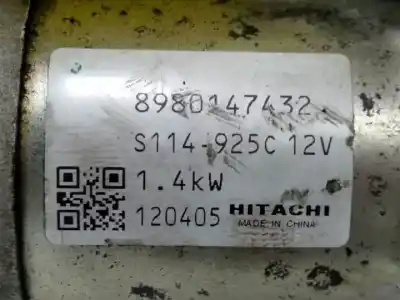 8980147432
S114-925C 12V
1.4kW
120405 HITACHI
MADE IN CHINA